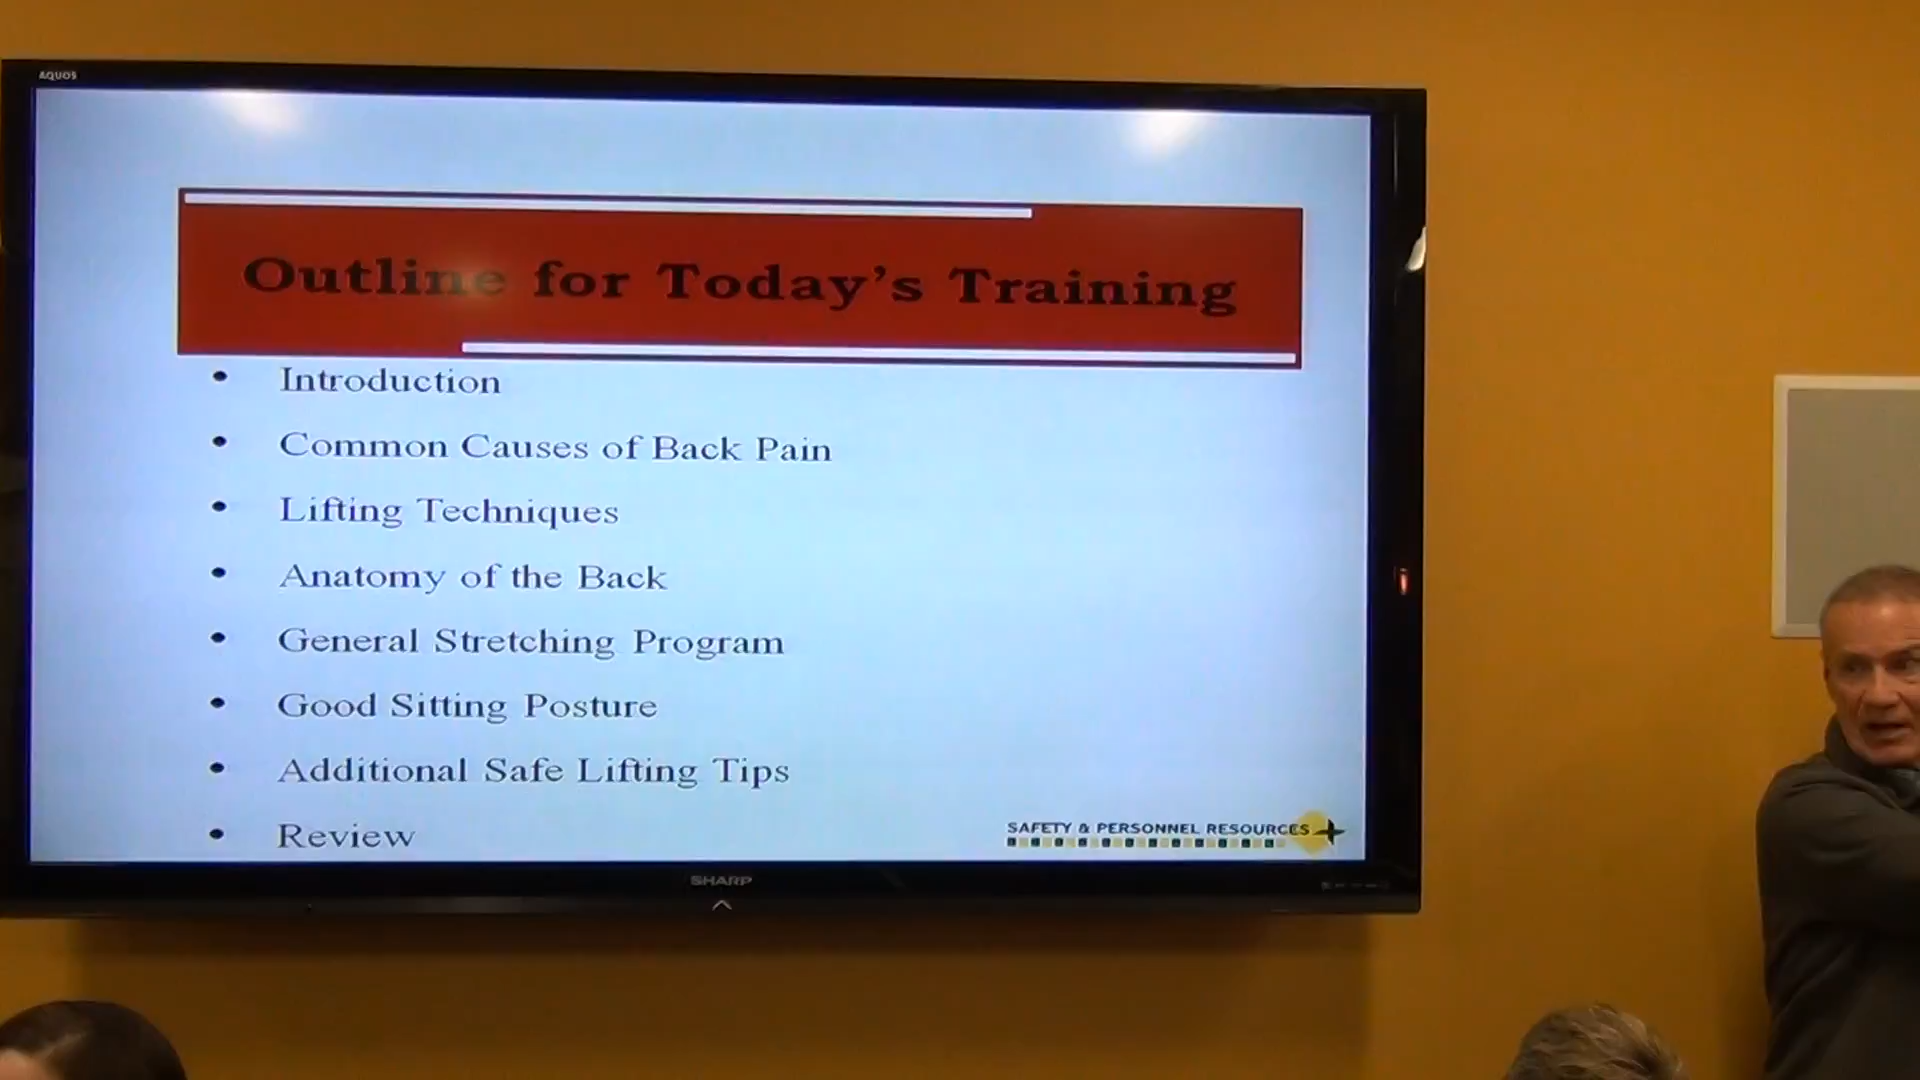 AQUOS
Outline for Today's Training
• Introduction
• Common Causes of Back Pain
• Lifting Techniques
• Anatomy of the Back
• General Stretching Program
• Good Sitting Posture
• Additional Safe Lifting Tips
• Review
SAFETY & PERSONNEL RESOURCES
SHARP